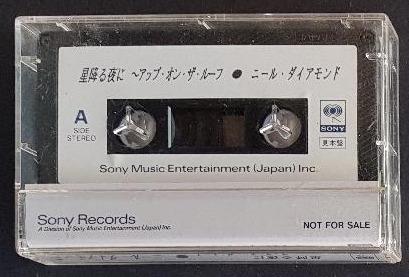 星降る夜に ～アップ・オン・ザ・ルーフ ● ニール・ダイアモンド
A
SIDE
STEREO
SONY
見本盤
Sony Music Entertainment (Japan) Inc.
Sony Records
A Division of Sony Music Entertainment (Japan) Inc.
NOT FOR SALE